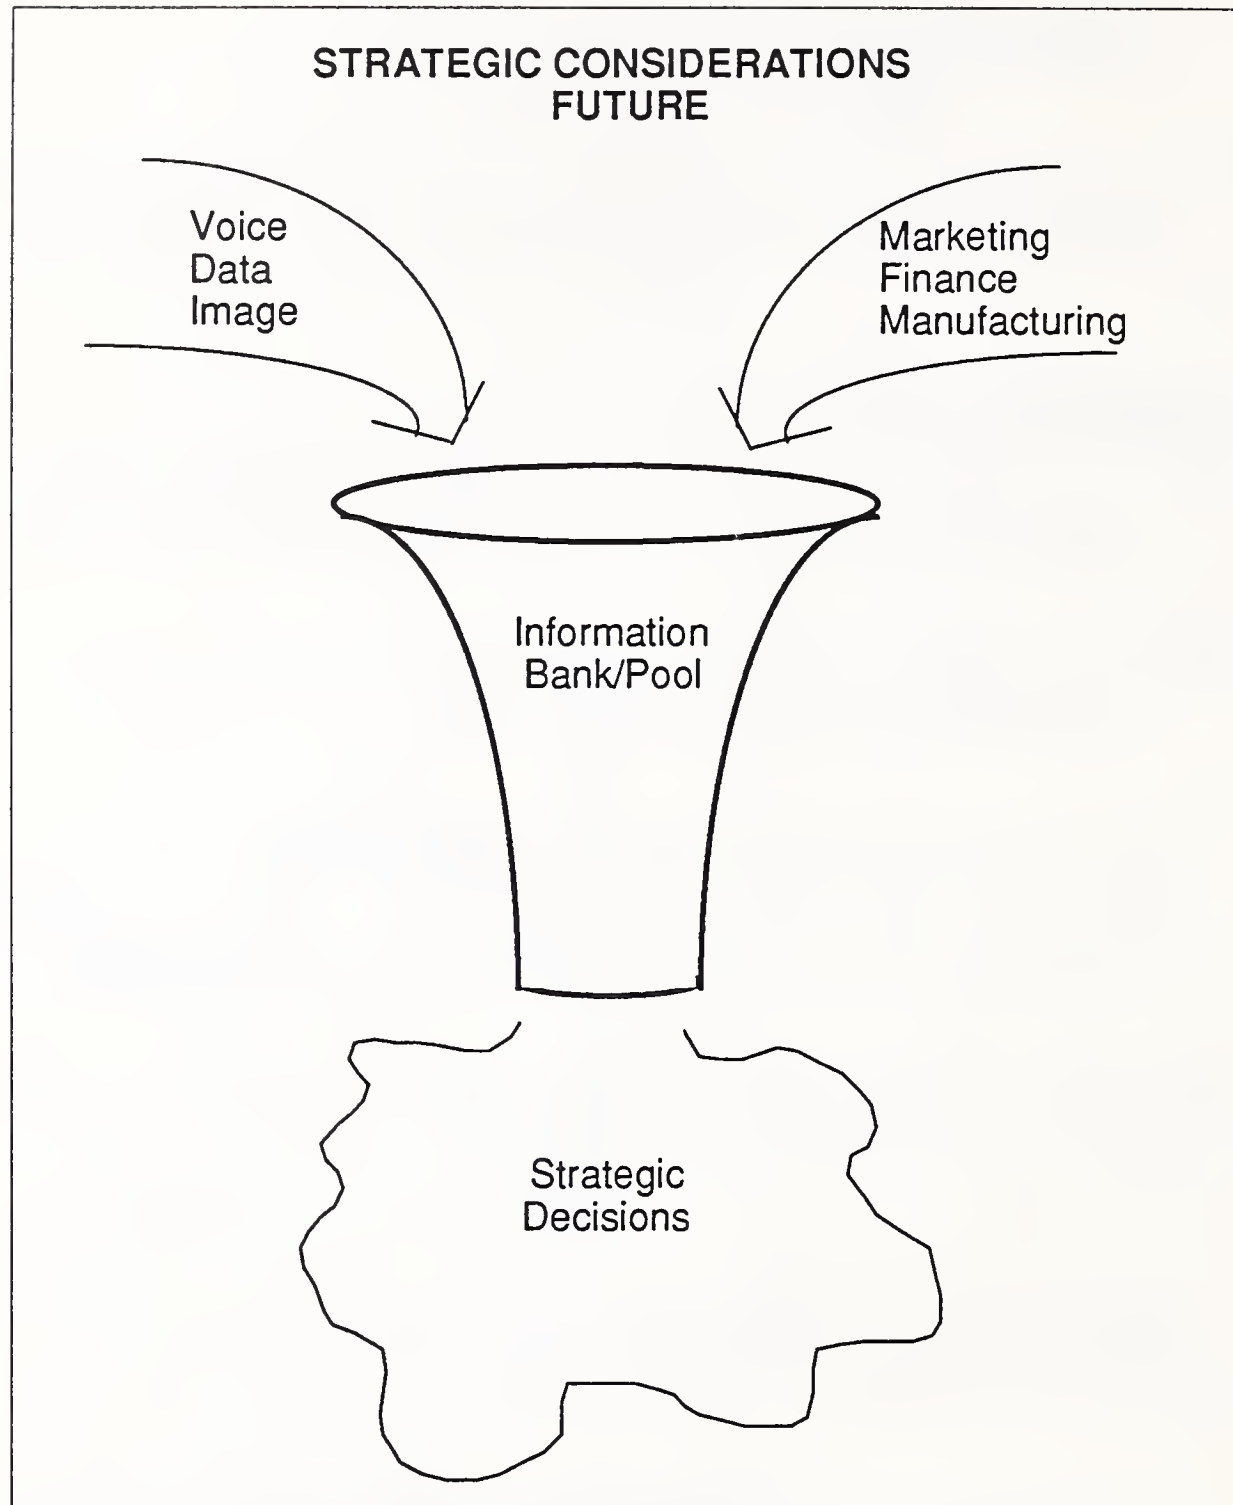 STRATEGIC CONSIDERATIONS
FUTURE
Voice
Data
Image
Marketing
Finance
Manufacturing
Information
Bank/Pool
Strategic
Decisions